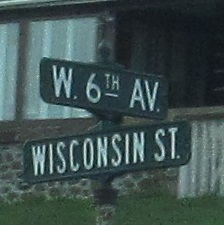 W. 6TH AV.
WISCONSIN ST.